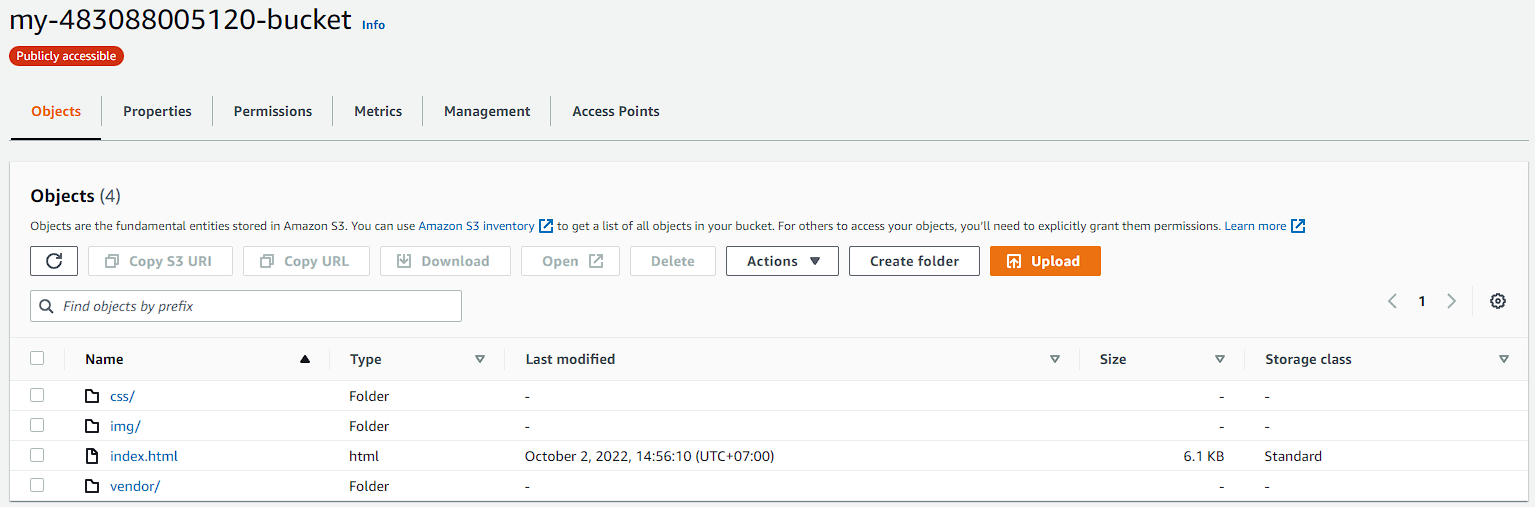 my-483088005120-bucket Info
Publicly accessible
Objects Properties Permissions Metrics Management Access Points
Objects (4)
Objects are the fundamental entities stored in Amazon S3. You can use Amazon S3 inventory to get a list of all objects in your bucket. For others to access your objects, you'll need to explicitly grant them permissions. Learn more
Copy S3 URI Copy URL Download Open Delete Actions Create folder Upload
Find objects by prefix 1
Name Type Last modified Size Storage class
css/ Folder - - -
img/ Folder - - -
index.html html October 2, 2022, 14:56:10 (UTC+07:00) 6.1 KB Standard
vendor/ Folder - - -